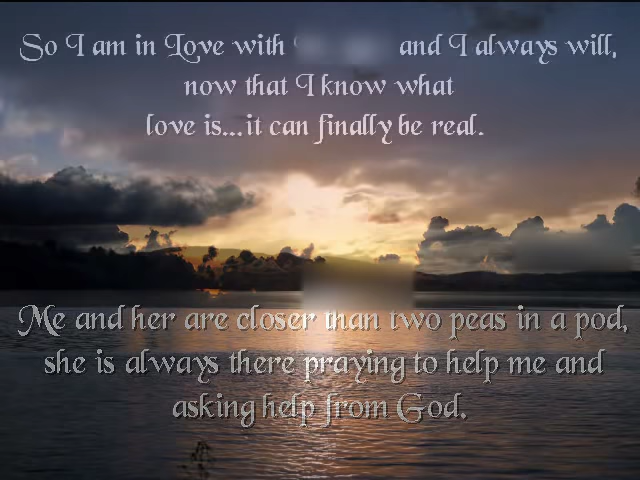 So I am in Love with and I always will,
now that I know what
love is...it can finally be real.
Me and her are closer than two peas in a pod,
she is always there praying to help me and
asking help from God.